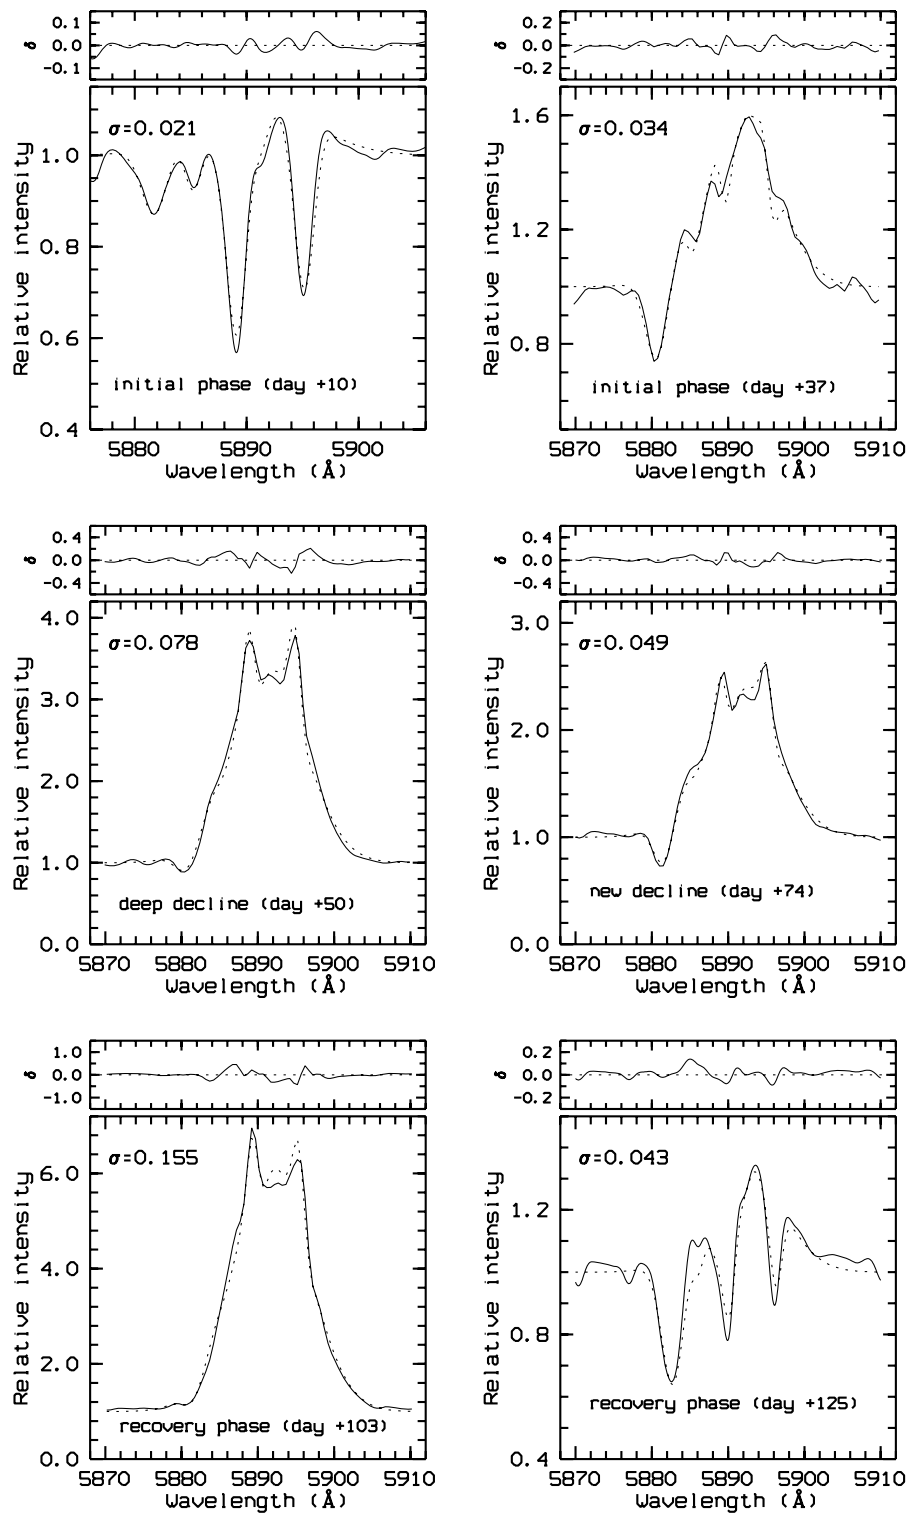 δ
0.1
0.0
-0.1
Relative intensity
1.0
0.8
0.6
0.4
σ=0.021
initial phase (day +10)
5880 5890 5900
Wavelength (Å)
δ
0.2
0.0
-0.2
Relative intensity
1.6
1.2
0.8
σ=0.034
initial phase (day +37)
5870 5880 5890 5900 5910
Wavelength (Å)
δ
0.4
0.0
-0.4
Relative intensity
4.0
3.0
2.0
1.0
0.0
σ=0.078
deep decline (day +50)
5870 5880 5890 5900 5910
Wavelength (Å)
δ
0.4
0.0
-0.4
Relative intensity
3.0
2.0
1.0
0.0
σ=0.049
new decline (day +74)
5870 5880 5890 5900 5910
Wavelength (Å)
δ
1.0
0.0
-1.0
Relative intensity
6.0
4.0
2.0
0.0
σ=0.155
recovery phase (day +103)
5870 5880 5890 5900 5910
Wavelength (Å)
δ
0.2
0.0
-0.2
Relative intensity
1.2
0.8
0.4
σ=0.043
recovery phase (day +125)
5870 5880 5890 5900 5910
Wavelength (Å)